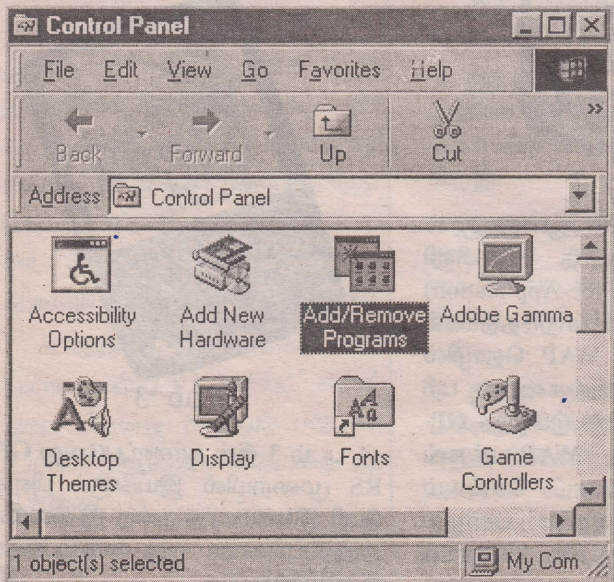 Control Panel
File Edit View Go Favorites Help
Back Forward Up Cut
Address Control Panel
Accessibility Options
Add New Hardware
Add/Remove Programs
Adobe Gamma
Desktop Themes
Display
Fonts
Game Controllers
1 object(s) selected My Com